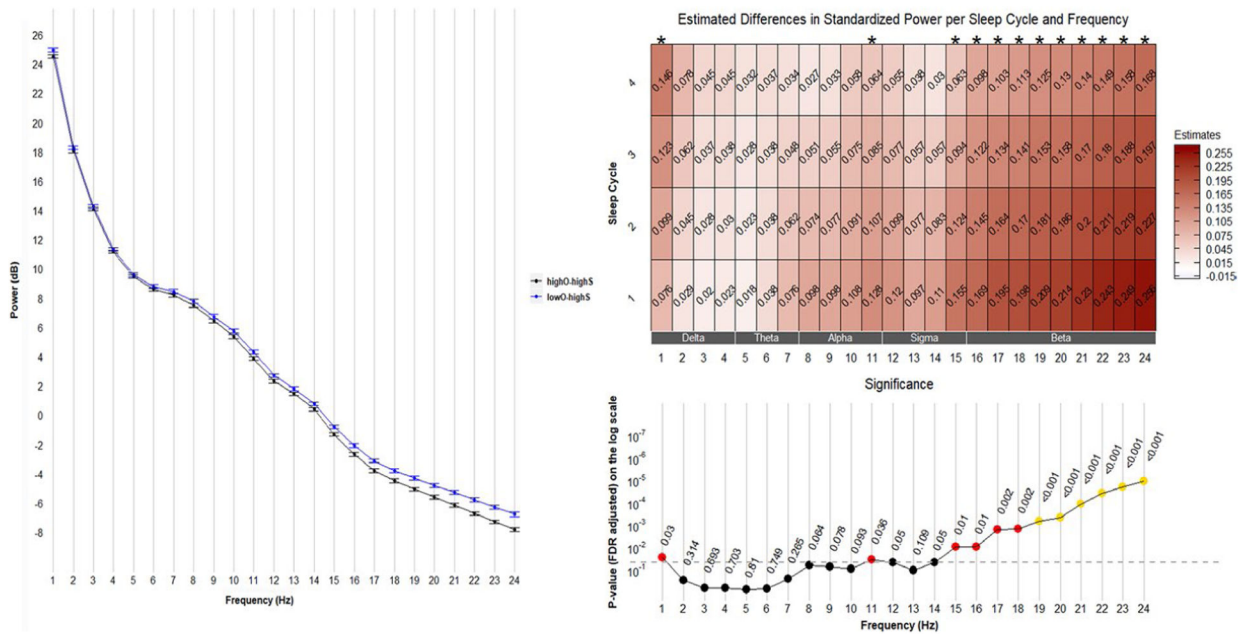 Power (dB)
26
24
22
20
18
16
14
12
10
8
6
4
2
0
-2
-4
-6
-8
1 2 3 4 5 6 7 8 9 10 11 12 13 14 15 16 17 18 19 20 21 22 23 24
Frequency (Hz)
highO-highS
lowO-highS
Estimated Differences in Standardized Power per Sleep Cycle and Frequency
* * * * * * * * * * * *
Sleep Cycle
4 0.146 0.078 0.045 0.045 0.032 0.037 0.034 0.027 0.033 0.058 0.064 0.055 0.038 0.03 0.063 0.098 0.103 0.113 0.125 0.13 0.14 0.149 0.158 0.168
3 0.123 0.062 0.037 0.038 0.028 0.038 0.048 0.051 0.055 0.075 0.085 0.077 0.057 0.057 0.094 0.122 0.134 0.141 0.153 0.158 0.17 0.18 0.188 0.197
2 0.099 0.045 0.028 0.03 0.023 0.038 0.062 0.074 0.077 0.091 0.107 0.099 0.077 0.083 0.124 0.145 0.164 0.17 0.181 0.186 0.2 0.211 0.219 0.227
1 0.076 0.029 0.02 0.023 0.018 0.038 0.076 0.098 0.098 0.108 0.128 0.12 0.097 0.11 0.155 0.169 0.195 0.198 0.209 0.214 0.23 0.243 0.249
Delta Theta Alpha Sigma Beta
1 2 3 4 5 6 7 8 9 10 11 12 13 14 15 16 17 18 19 20 21 22 23 24
Estimates
0.255
0.225
0.195
0.165
0.135
0.105
0.075
0.045
0.015
-0.015
Significance
P-value (FDR adjusted) on the log scale
10⁻⁷
10⁻⁶
10⁻⁵
10⁻⁴
10⁻³
10⁻²
10⁻¹
0.03 0.314 0.693 0.703 0.81 0.749 0.265 0.064 0.078 0.093 0.036 0.05 0.109 0.05 0.01 0.01 0.002 0.002 <0.001 <0.001 <0.001 <0.001 <0.001 <0.001
1 2 3 4 5 6 7 8 9 10 11 12 13 14 15 16 17 18 19 20 21 22 23 24
Frequency (Hz)